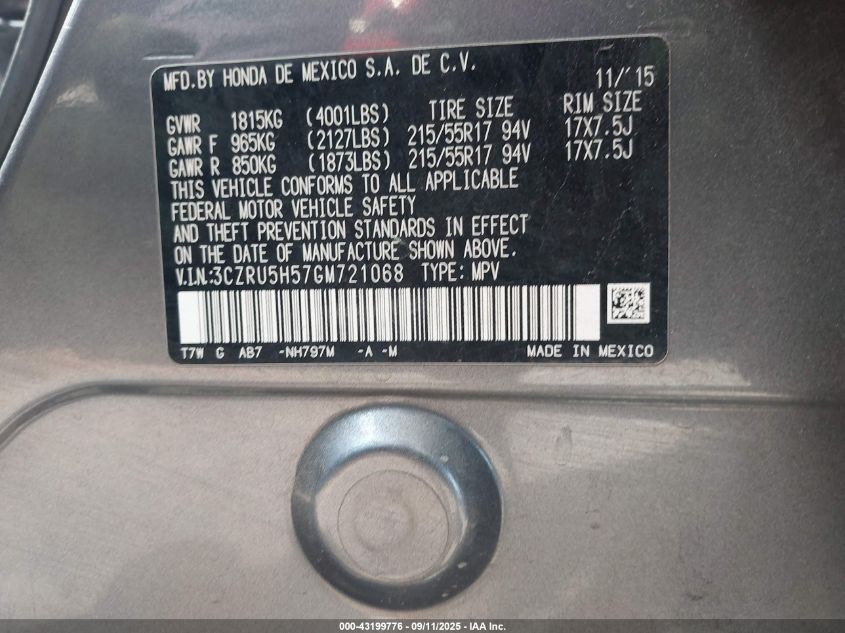 MFD.BY HONDA DE MEXICO S.A. DE C.V. 11/'15
GVWR 1815KG (4001LBS) TIRE SIZE RIM SIZE
GAWR F 965KG (2127LBS) 215/55R17 94V 17X7.5J
GAWR R 850KG (1873LBS) 215/55R17 94V 17X7.5J
THIS VEHICLE CONFORMS TO ALL APPLICABLE
FEDERAL MOTOR VEHICLE SAFETY
AND THEFT PREVENTION STANDARDS IN EFFECT
ON THE DATE OF MANUFACTURE SHOWN ABOVE.
V.I.N.:3CZRU5H57GM721068 TYPE: MPV
T7W G AB7 -NH797M -A -M MADE IN MEXICO
000-43199776 - 09/11/2025 - IAA Inc.